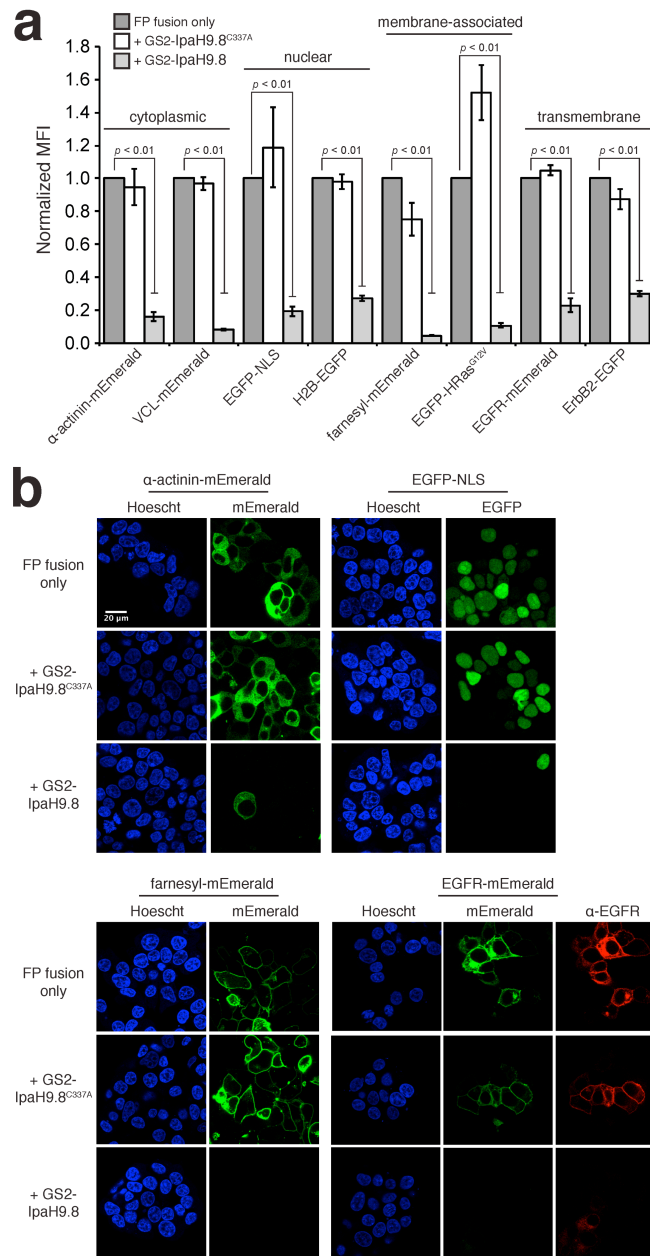 a
FP fusion only
+ GS2-IpaH9.8C337A
+ GS2-IpaH9.8
membrane-associated
nuclear
cytoplasmic
transmembrane
p < 0.01
p < 0.01
p < 0.01
p < 0.01
p < 0.01
p < 0.01
p < 0.01
p < 0.01
Normalized MFI
1.8
1.6
1.4
1.2
1.0
0.8
0.6
0.4
0.2
0.0
α-actinin-mEmerald
VCL-mEmerald
EGFP-NLS
H2B-EGFP
farnesyl-mEmerald
EGFP-HRasG12V
EGFR-mEmerald
ErbB2-EGFP
b
α-actinin-mEmerald
EGFP-NLS
Hoescht
mEmerald
Hoescht
EGFP
FP fusion
only
20 µm
+ GS2-
IpaH9.8C337A
+ GS2-
IpaH9.8
farnesyl-mEmerald
EGFR-mEmerald
Hoescht
mEmerald
Hoescht
mEmerald
α-EGFR
FP fusion
only
+ GS2-
IpaH9.8C337A
+ GS2-
IpaH9.8